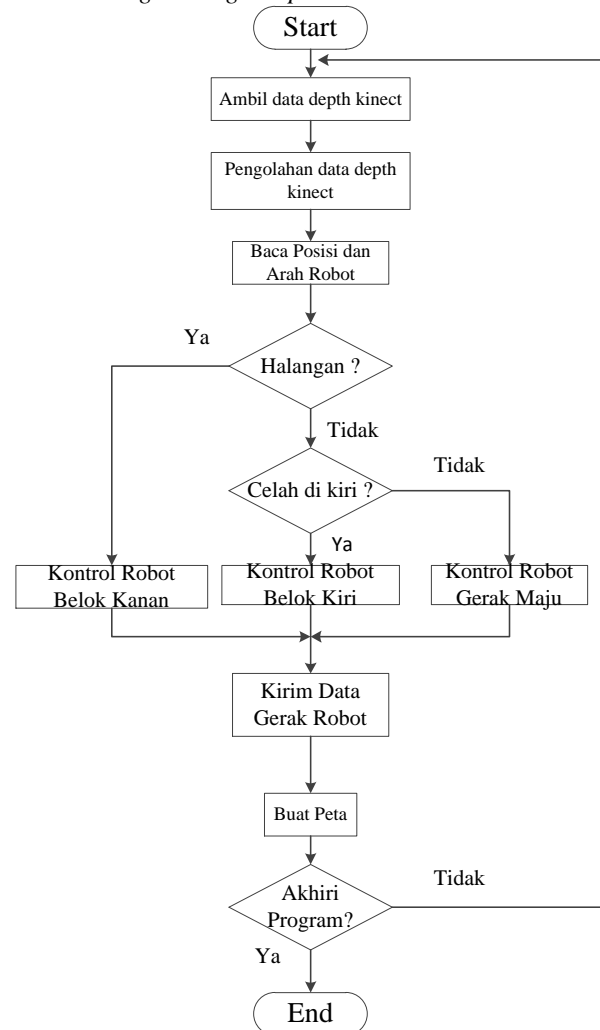 Start
Ambil data depth kinect
Pengolahan data depth
kinect
Baca Posisi dan
Arah Robot
Ya
Halangan ?
Tidak
Celah di kiri ?
Tidak
Ya
Kontrol Robot
Belok Kanan
Kontrol Robot
Belok Kiri
Kontrol Robot
Gerak Maju
Kirim Data
Gerak Robot
Buat Peta
Akhiri
Program?
Tidak
Ya
End